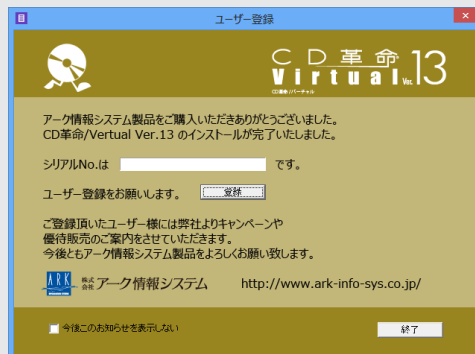 ユーザー登録
CD革命
Virtual Ver.13
CD革命/バーチャル
アーク情報システム製品をご購入いただきありがとうございました。
CD革命/Vertual Ver.13 のインストールが完了いたしました。
シリアルNo.は です。
ユーザー登録をお願いします。 登録
ご登録頂いたユーザー様には弊社よりキャンペーンや
優待販売のご案内をさせていただきます。
今後ともアーク情報システム製品をよろしくお願い致します。
ARK 株式会社 アーク情報システム http://www.ark-info-sys.co.jp/
今後このお知らせを表示しない 終了